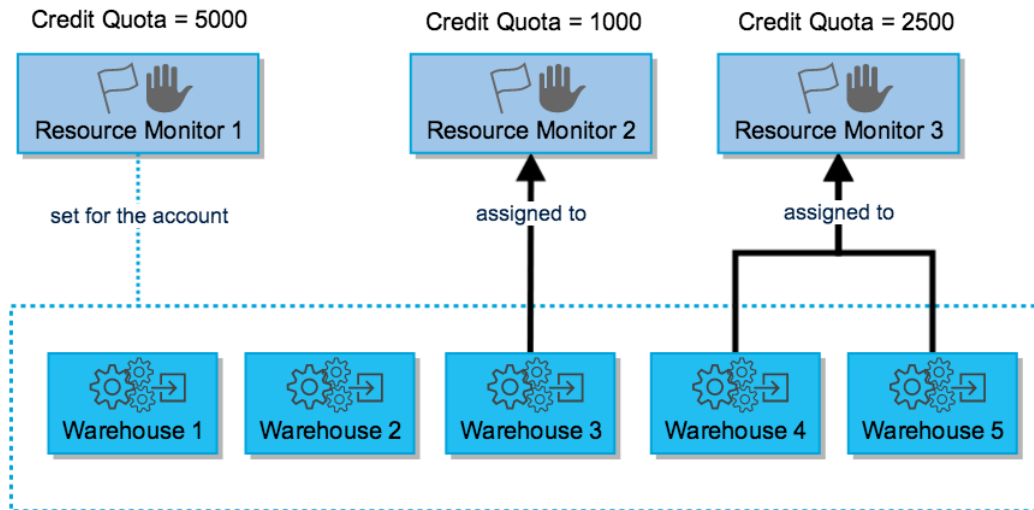 Credit Quota = 5000
Credit Quota = 1000
Credit Quota = 2500
Resource Monitor 1
Resource Monitor 2
Resource Monitor 3
set for the account
assigned to
assigned to
Warehouse 1
Warehouse 2
Warehouse 3
Warehouse 4
Warehouse 5